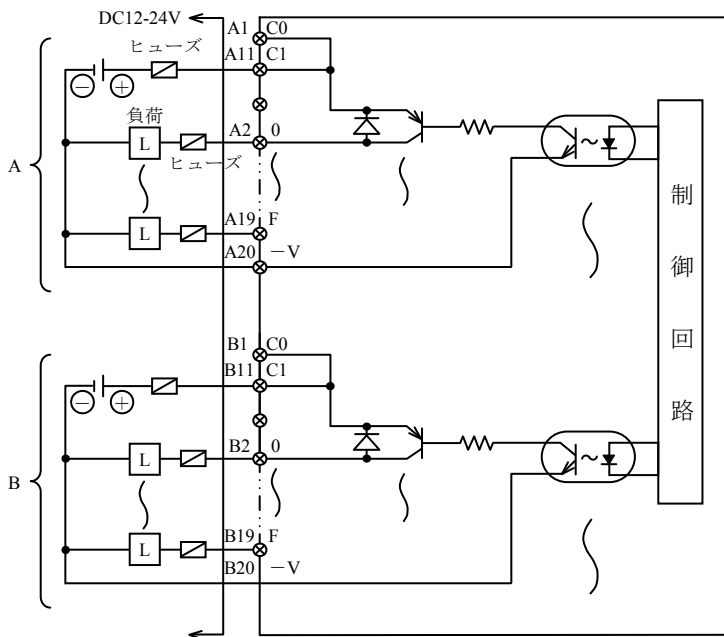 DC12-24V
A1 C0
ヒューズ
A11 C1
⊖ ⊕
負荷
A2 0
L
ヒューズ
A
制御回路
A19 F
L
A20 −V
B1 C0
B11 C1
⊖ ⊕
B2 0
L
B
B19 F
L
B20 −V